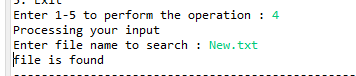 5. Exit
Enter 1-5 to perform the operation : 4
Processing your input
Enter file name to search : New.txt
file is found
--------------------------------------------------